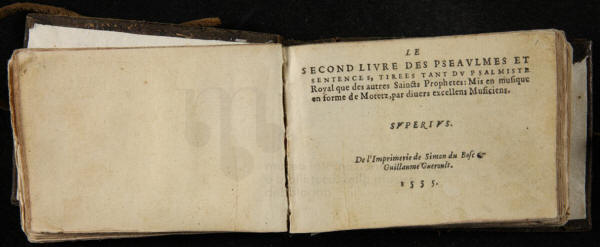 LE
SECOND LIVRE DES PSEAVLMES ET
SENTENCES, TIREES TANT DV PSALMISTE
Royal que des autres Saincts Prophetes: Mis en musique
en forme de Motetz, par diuers excellens Musiciens.
SVPERIVS.
De l'Imprimerie de Simon du Bosc &
Guillaume Gueroult.
1555.